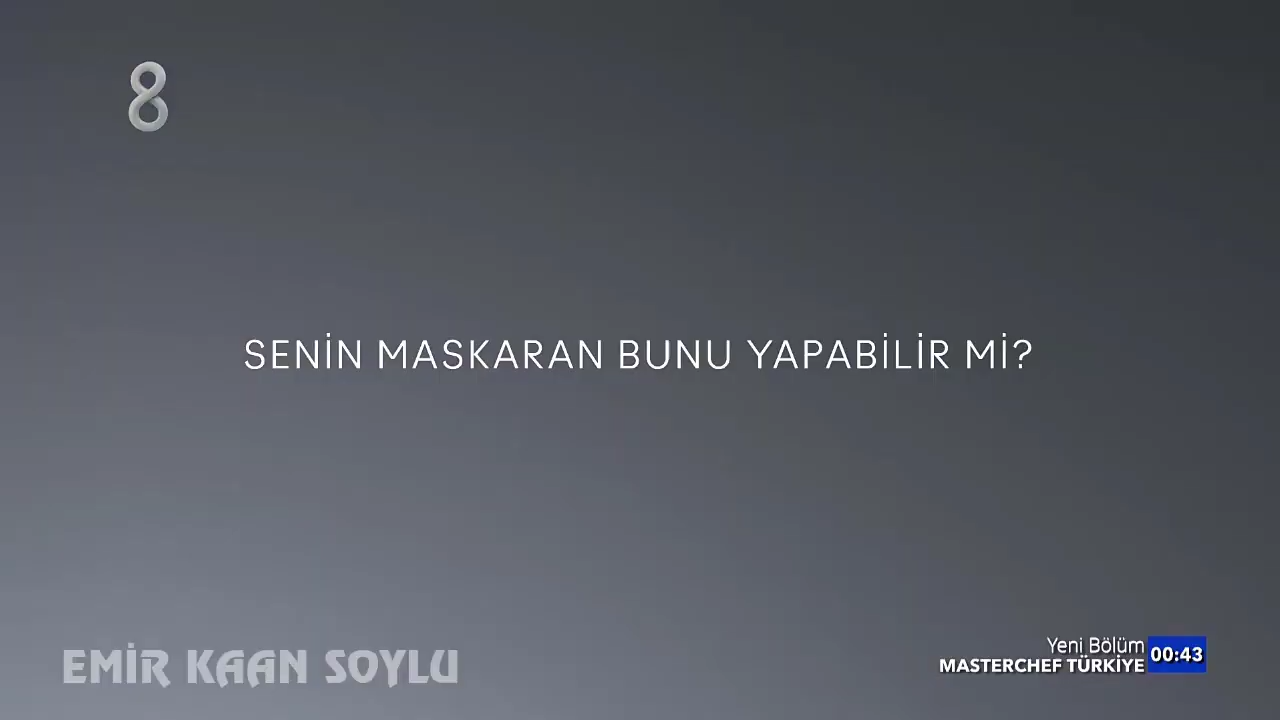 8
SENİN MASKARAN BUNU YAPABİLİR Mİ?
Yeni Bölüm
MASTERCHEF TÜRKİYE 00:43
EMİR KAAN SOYLU